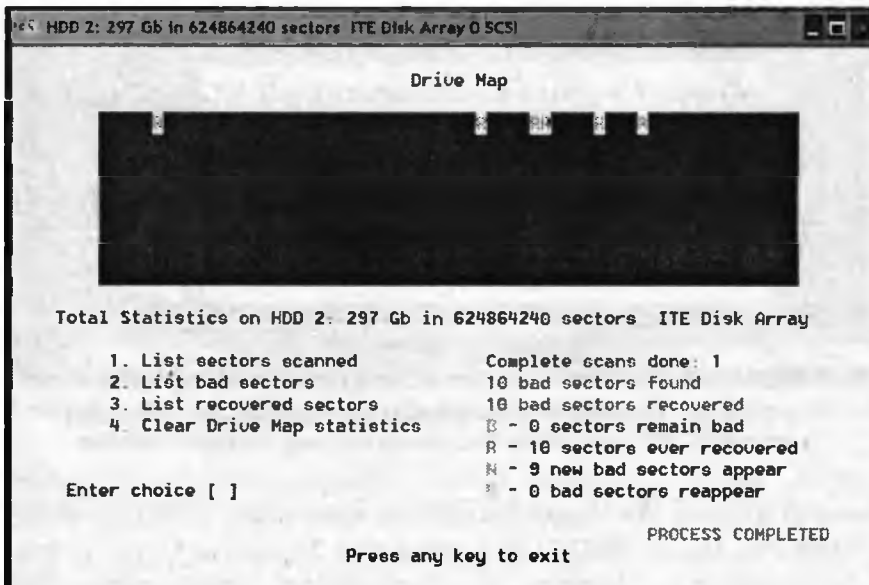 HDD 2: 297 Gb in 624864240 sectors ITE Disk Array 0 SCSI
Drive Map
Total Statistics on HDD 2: 297 Gb in 624864240 sectors ITE Disk Array
1. List sectors scanned
2. List bad sectors
3. List recovered sectors
4. Clear Drive Map statistics
Enter choice [ ]
Complete scans done: 1
10 bad sectors found
10 bad sectors recovered
B - 0 sectors remain bad
R - 10 sectors ever recovered
N - 9 new bad sectors appear
- 0 bad sectors reappear
PROCESS COMPLETED
Press any key to exit